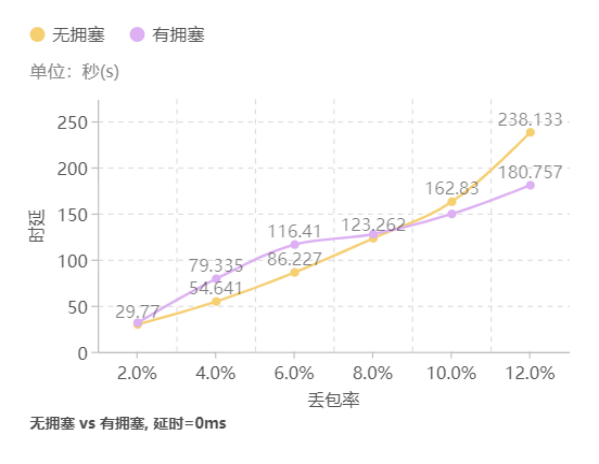 无拥塞 有拥塞
单位：秒(s)
238.133
250
200
180.757
162.83
150
116.41
123.262
时延
100
79.335
86.227
54.641
50
29.77
0
2.0% 4.0% 6.0% 8.0% 10.0% 12.0%
丢包率
无拥塞 vs 有拥塞, 延时=0ms